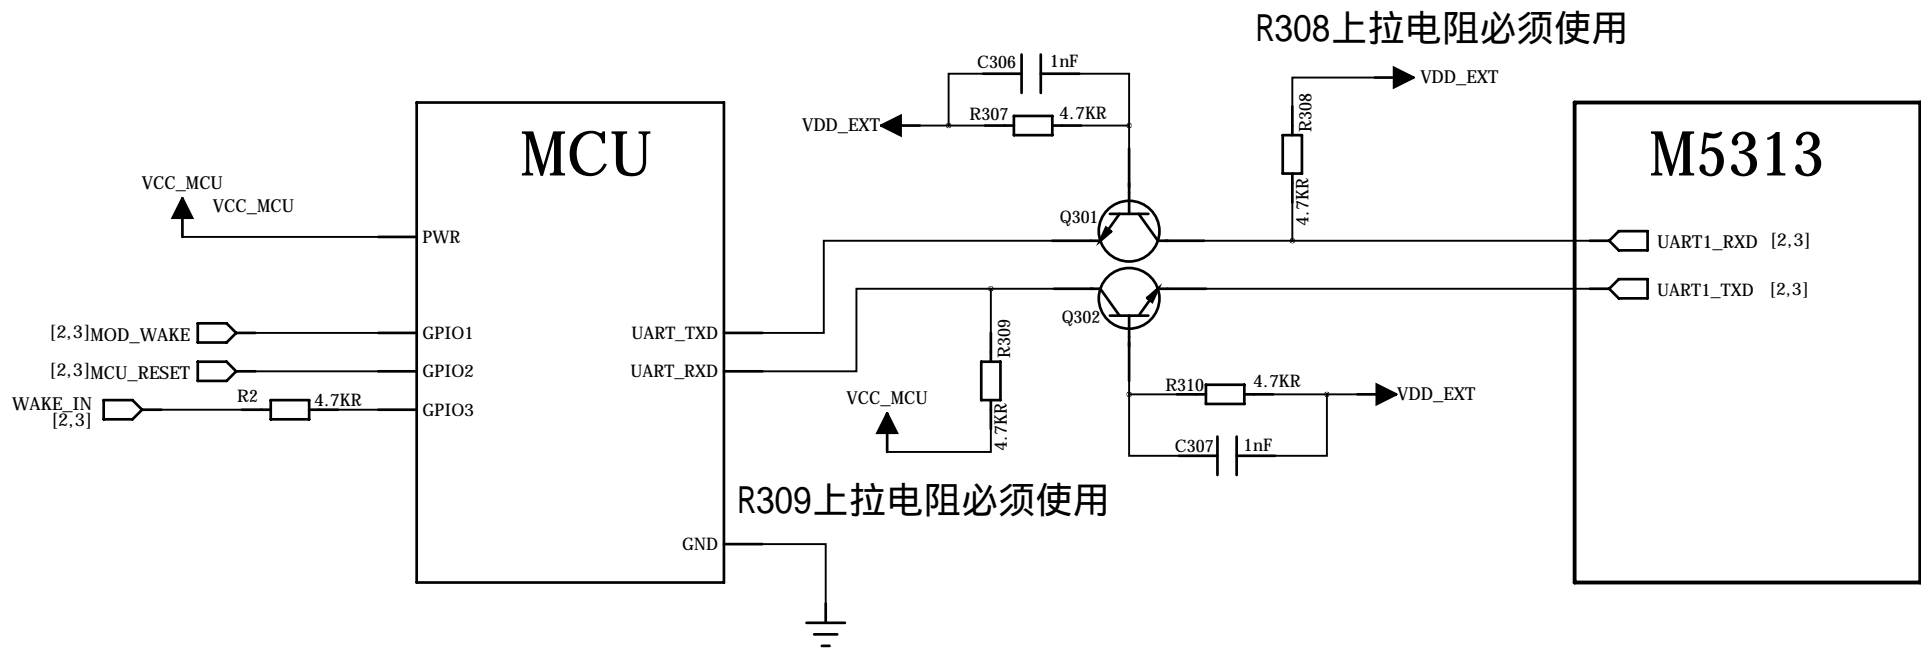 R308上拉电阻必须使用
C306 1nF
VDD_EXT
R307 4.7KR
VDD_EXT
R308
4.7KR
MCU
M5313
VCC_MCU
VCC_MCU
PWR
Q301
UART1_RXD [2,3]
UART1_TXD [2,3]
Q302
[2,3]MOD_WAKE
GPIO1
UART_TXD
R309
4.7KR
[2,3]MCU_RESET
GPIO2
UART_RXD
WAKE_IN
[2,3]
R2 4.7KR
GPIO3
VCC_MCU
R310 4.7KR
VDD_EXT
C307 1nF
R309上拉电阻必须使用
GND